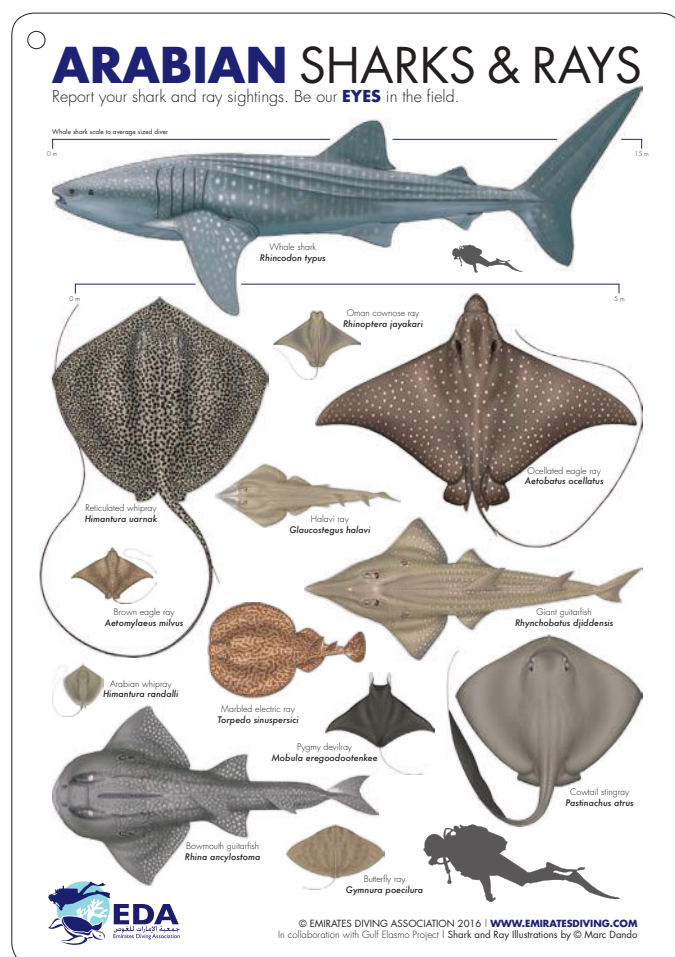 ARABIAN SHARKS & RAYS
Report your shark and ray sightings. Be our EYES in the field.
Whale shark scale to average sized diver
0 m
15 m
Whale shark
Rhincodon typus
0 m
5 m
Oman cownose ray
Rhinoptera jayakari
Ocellated eagle ray
Aetobatus ocellatus
Reticulated whipray
Himantura uarnak
Halavi ray
Glaucostegus halavi
Brown eagle ray
Aetomylaeus milvus
Giant guitarfish
Rhynchobatus djiddensis
Arabian whipray
Himantura randalli
Marbled electric ray
Torpedo sinuspersici
Pygmy devilray
Mobula eregoodootenkee
Cowtail stingray
Pastinachus atrus
Bowmouth guitarfish
Rhina ancylostoma
Butterfly ray
Gymnura poecilura
EDA
جمعية الإمارات للغوص
Emirates Diving Association
© EMIRATES DIVING ASSOCIATION 2016 | WWW.EMIRATESDIVING.COM
In collaboration with Gulf Elasmo Project | Shark and Ray Illustrations by © Marc Dando